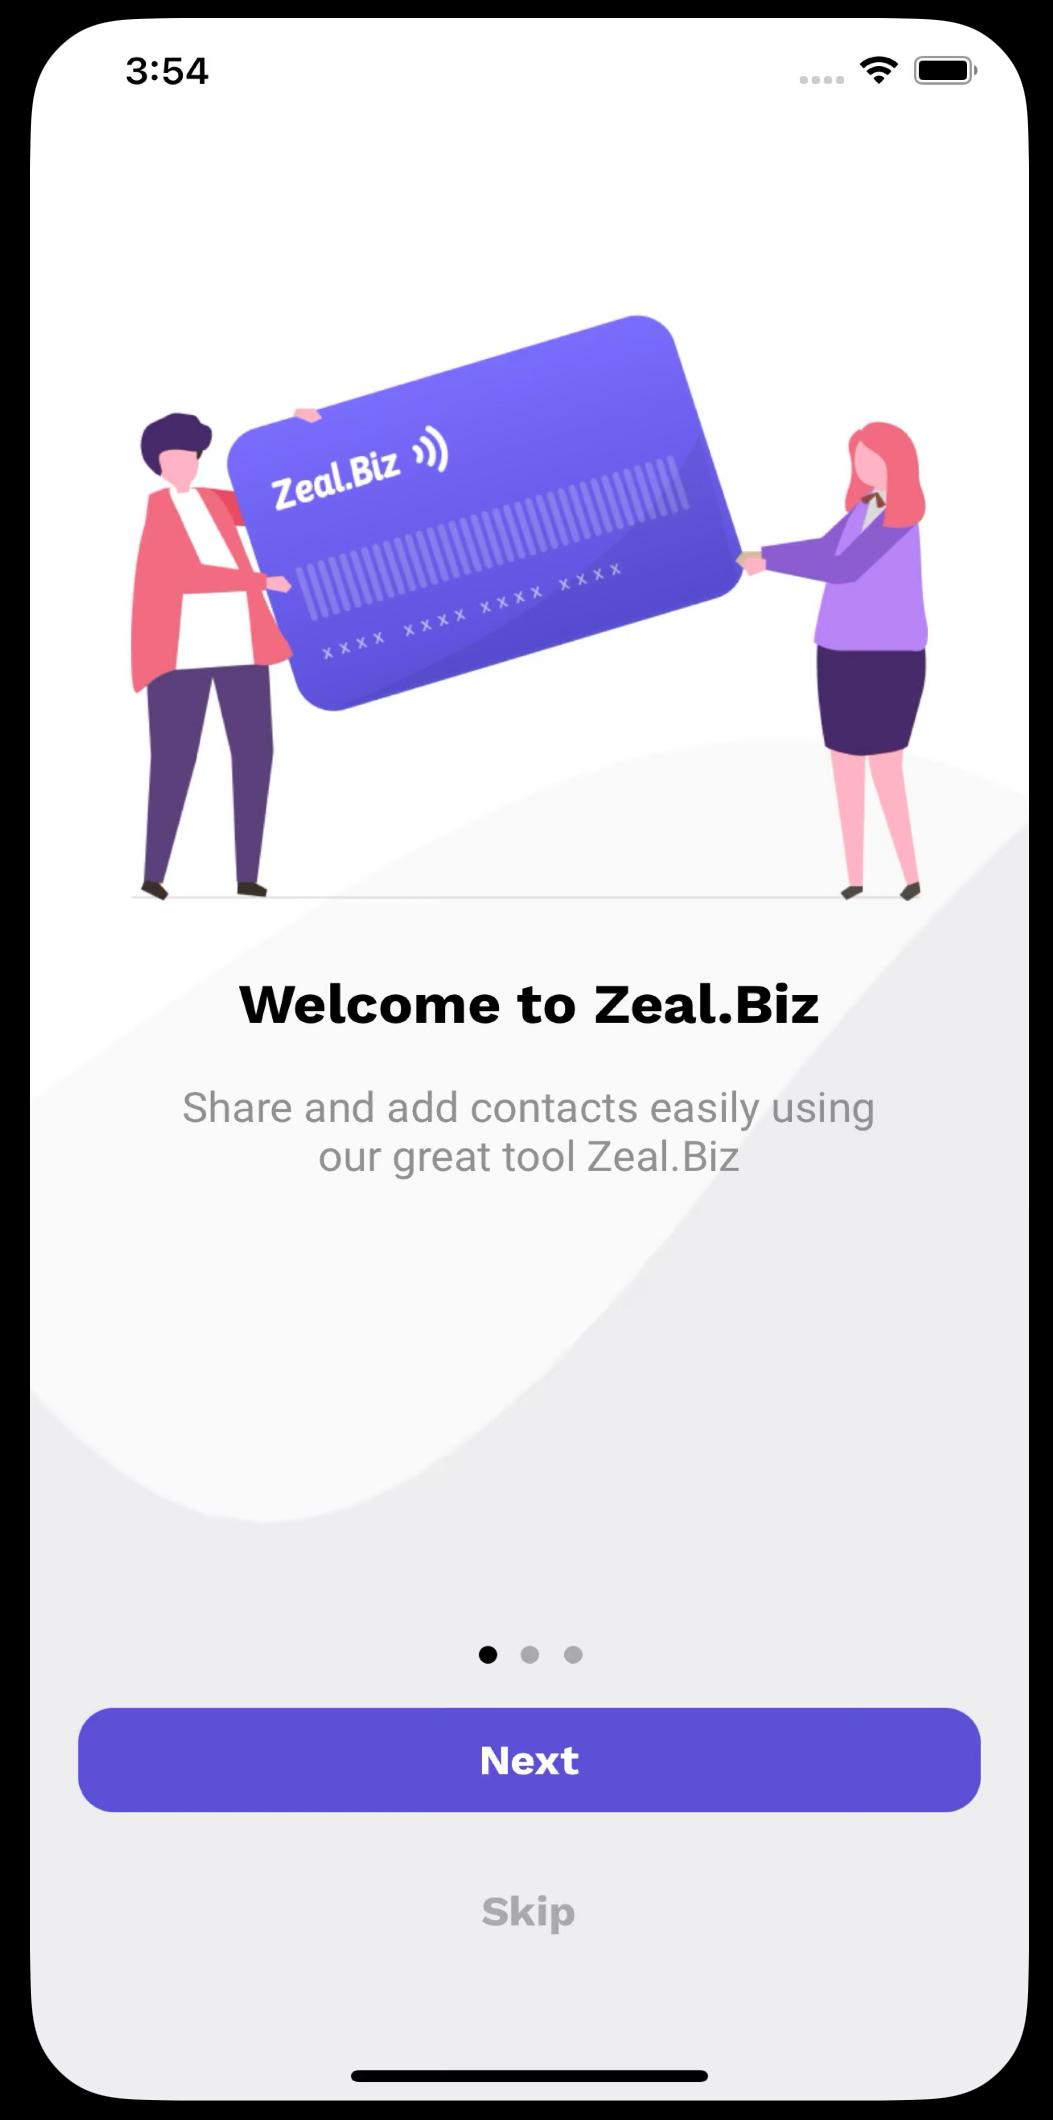 3:54
Zeal.Biz
xxxx xxxx xxxx xxxx
Welcome to Zeal.Biz
Share and add contacts easily using
our great tool Zeal.Biz
Next
Skip